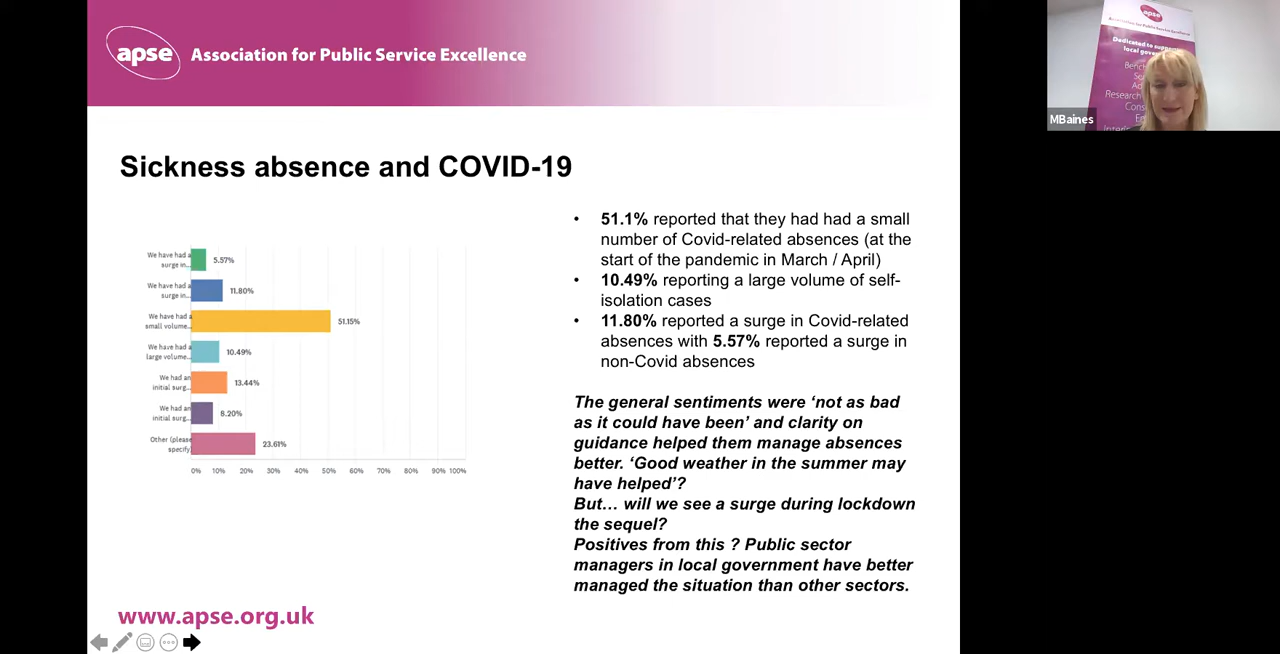 apse Association for Public Service Excellence
apse
Dedicated to
local
Research
MBaines
Sickness absence and COVID-19
We have had a
surge in...
5.57%
We have had a
surge in...
11.80%
We have had a
small volume...
51.15%
We have had a
large volume...
10.49%
We had an
initial surg...
13.44%
We had an
initial surg...
8.20%
Other (please
specify)
23.61%
0% 10% 20% 30% 40% 50% 60% 70% 80% 90% 100%
• 51.1% reported that they had had a small
number of Covid-related absences (at the
start of the pandemic in March / April)
• 10.49% reporting a large volume of self-
isolation cases
• 11.80% reported a surge in Covid-related
absences with 5.57% reported a surge in
non-Covid absences
The general sentiments were ‘not as bad
as it could have been’ and clarity on
guidance helped them manage absences
better. ‘Good weather in the summer may
have helped’?
But… will we see a surge during lockdown
the sequel?
Positives from this ? Public sector
managers in local government have better
managed the situation than other sectors.
www.apse.org.uk